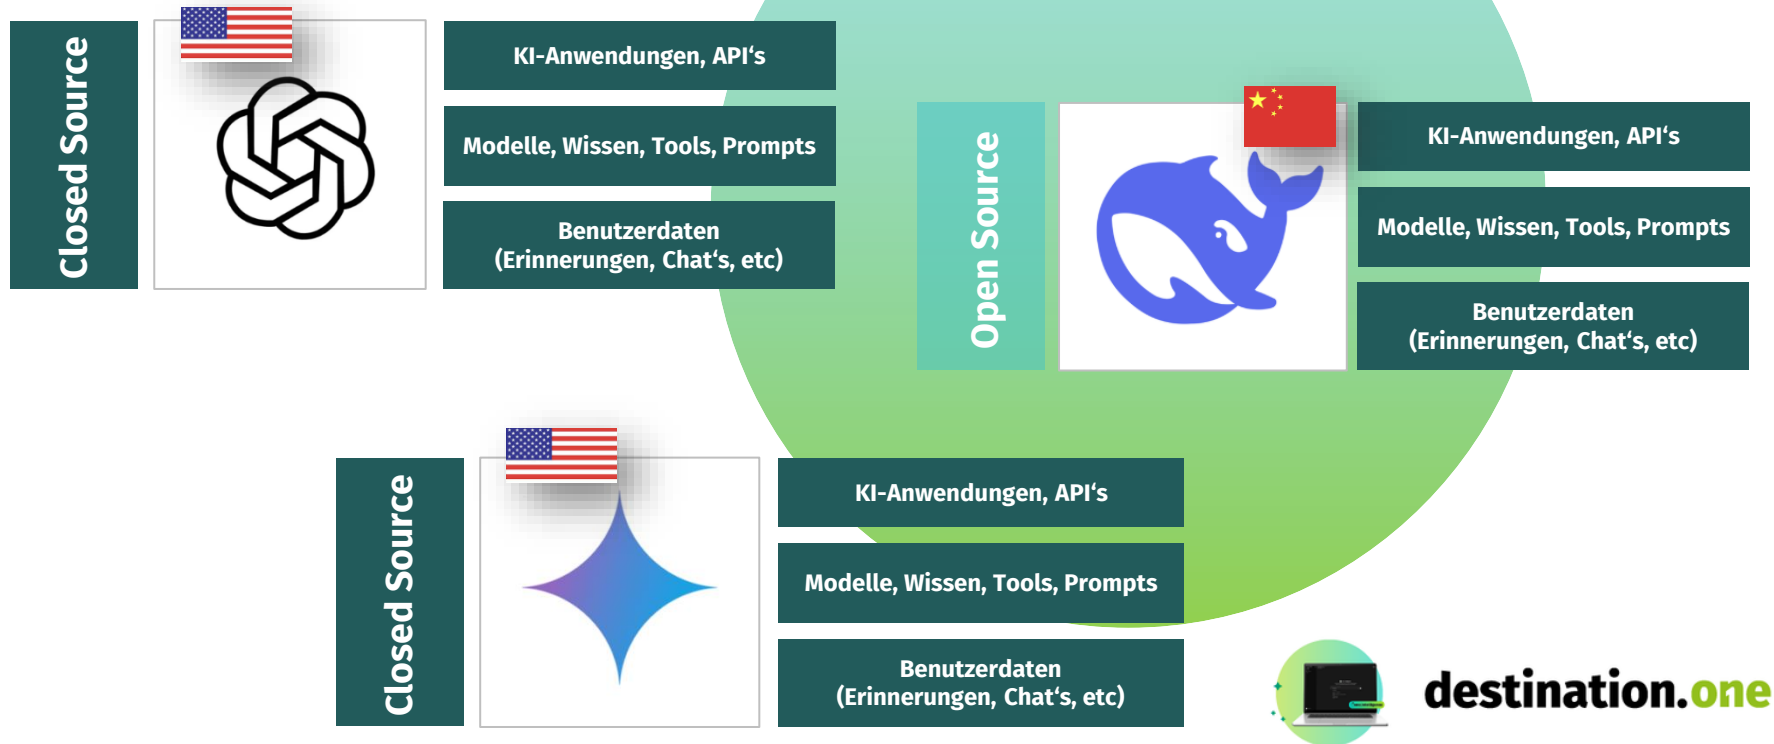 Closed Source
KI-Anwendungen, API‘s
Modelle, Wissen, Tools, Prompts
Benutzerdaten
(Erinnerungen, Chat‘s, etc)
Open Source
KI-Anwendungen, API‘s
Modelle, Wissen, Tools, Prompts
Benutzerdaten
(Erinnerungen, Chat‘s, etc)
Closed Source
KI-Anwendungen, API‘s
Modelle, Wissen, Tools, Prompts
Benutzerdaten
(Erinnerungen, Chat‘s, etc)
destination.one